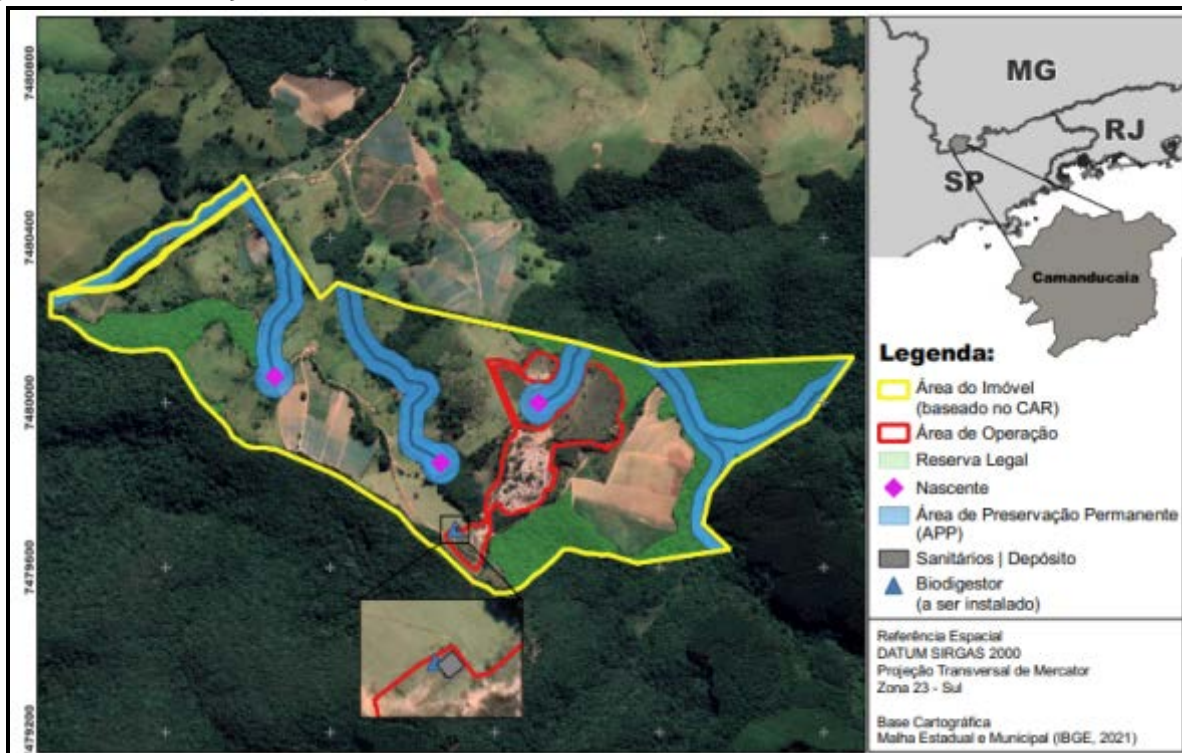 7480800
7480400
7480000
7479600
7479200
MG
RJ
SP
Camanducaia
Legenda:
Área do Imóvel
(baseado no CAR)
Área de Operação
Reserva Legal
Nascente
Área de Preservação Permanente
(APP)
Sanitários | Depósito
Biodigestor
(a ser instalado)
Referência Espacial
DATUM SIRGAS 2000
Projeção Transversal de Mercator
Zona 23 - Sul
Base Cartográfica
Malha Estadual e Municipal (IBGE, 2021)